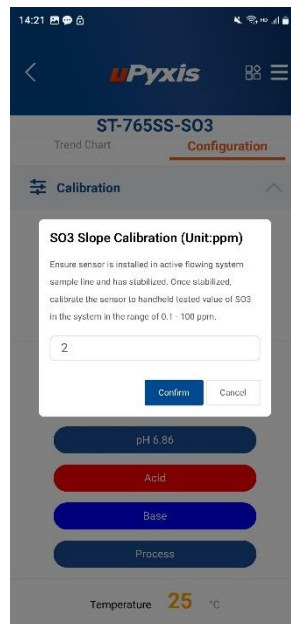 14:21
uPyxis
ST-765SS-SO3
Trend Chart Configuration
Calibration
SO3 Slope Calibration (Unit:ppm)
Ensure sensor is installed in active flowing system
sample line and has stabilized. Once stabilized,
calibrate the sensor to handheld tested value of SO3
in the system in the range of 0.1 - 100 ppm.
2
Confirm Cancel
pH 6.86
Acid
Base
Process
Temperature 25 °C